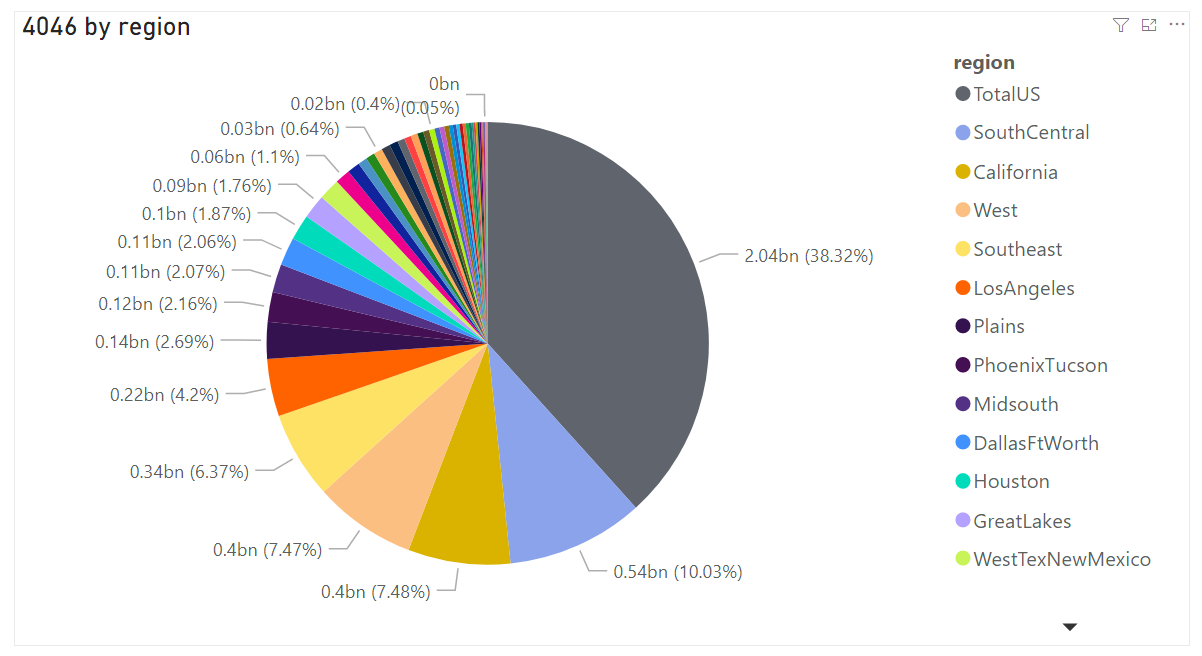 4046 by region
0bn
(0.05%)
0.02bn (0.4%)
0.03bn (0.64%)
0.06bn (1.1%)
0.09bn (1.76%)
0.1bn (1.87%)
0.11bn (2.06%)
0.11bn (2.07%)
0.12bn (2.16%)
0.14bn (2.69%)
0.22bn (4.2%)
0.34bn (6.37%)
0.4bn (7.47%)
0.4bn (7.48%)
0.54bn (10.03%)
2.04bn (38.32%)
region
TotalUS
SouthCentral
California
West
Southeast
LosAngeles
Plains
PhoenixTucson
Midsouth
DallasFtWorth
Houston
GreatLakes
WestTexNewMexico